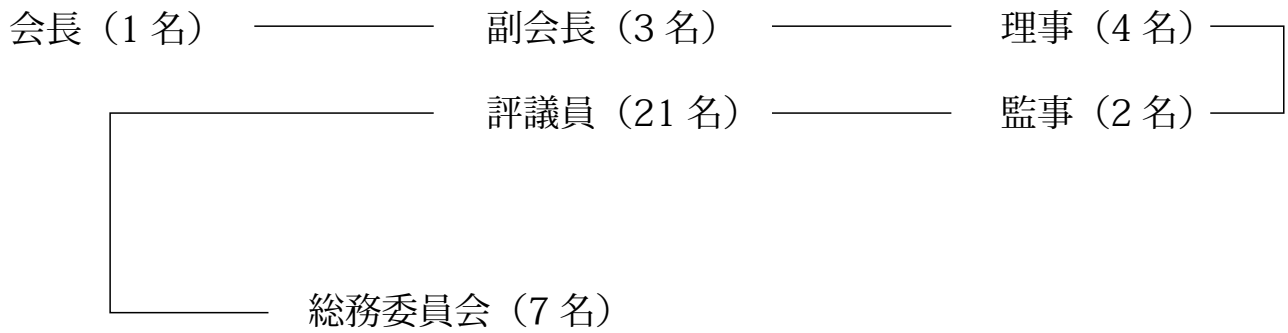 会長（1 名） 副会長（3 名） 理事（4 名）
評議員（21 名） 監事（2 名）
総務委員会（7 名）